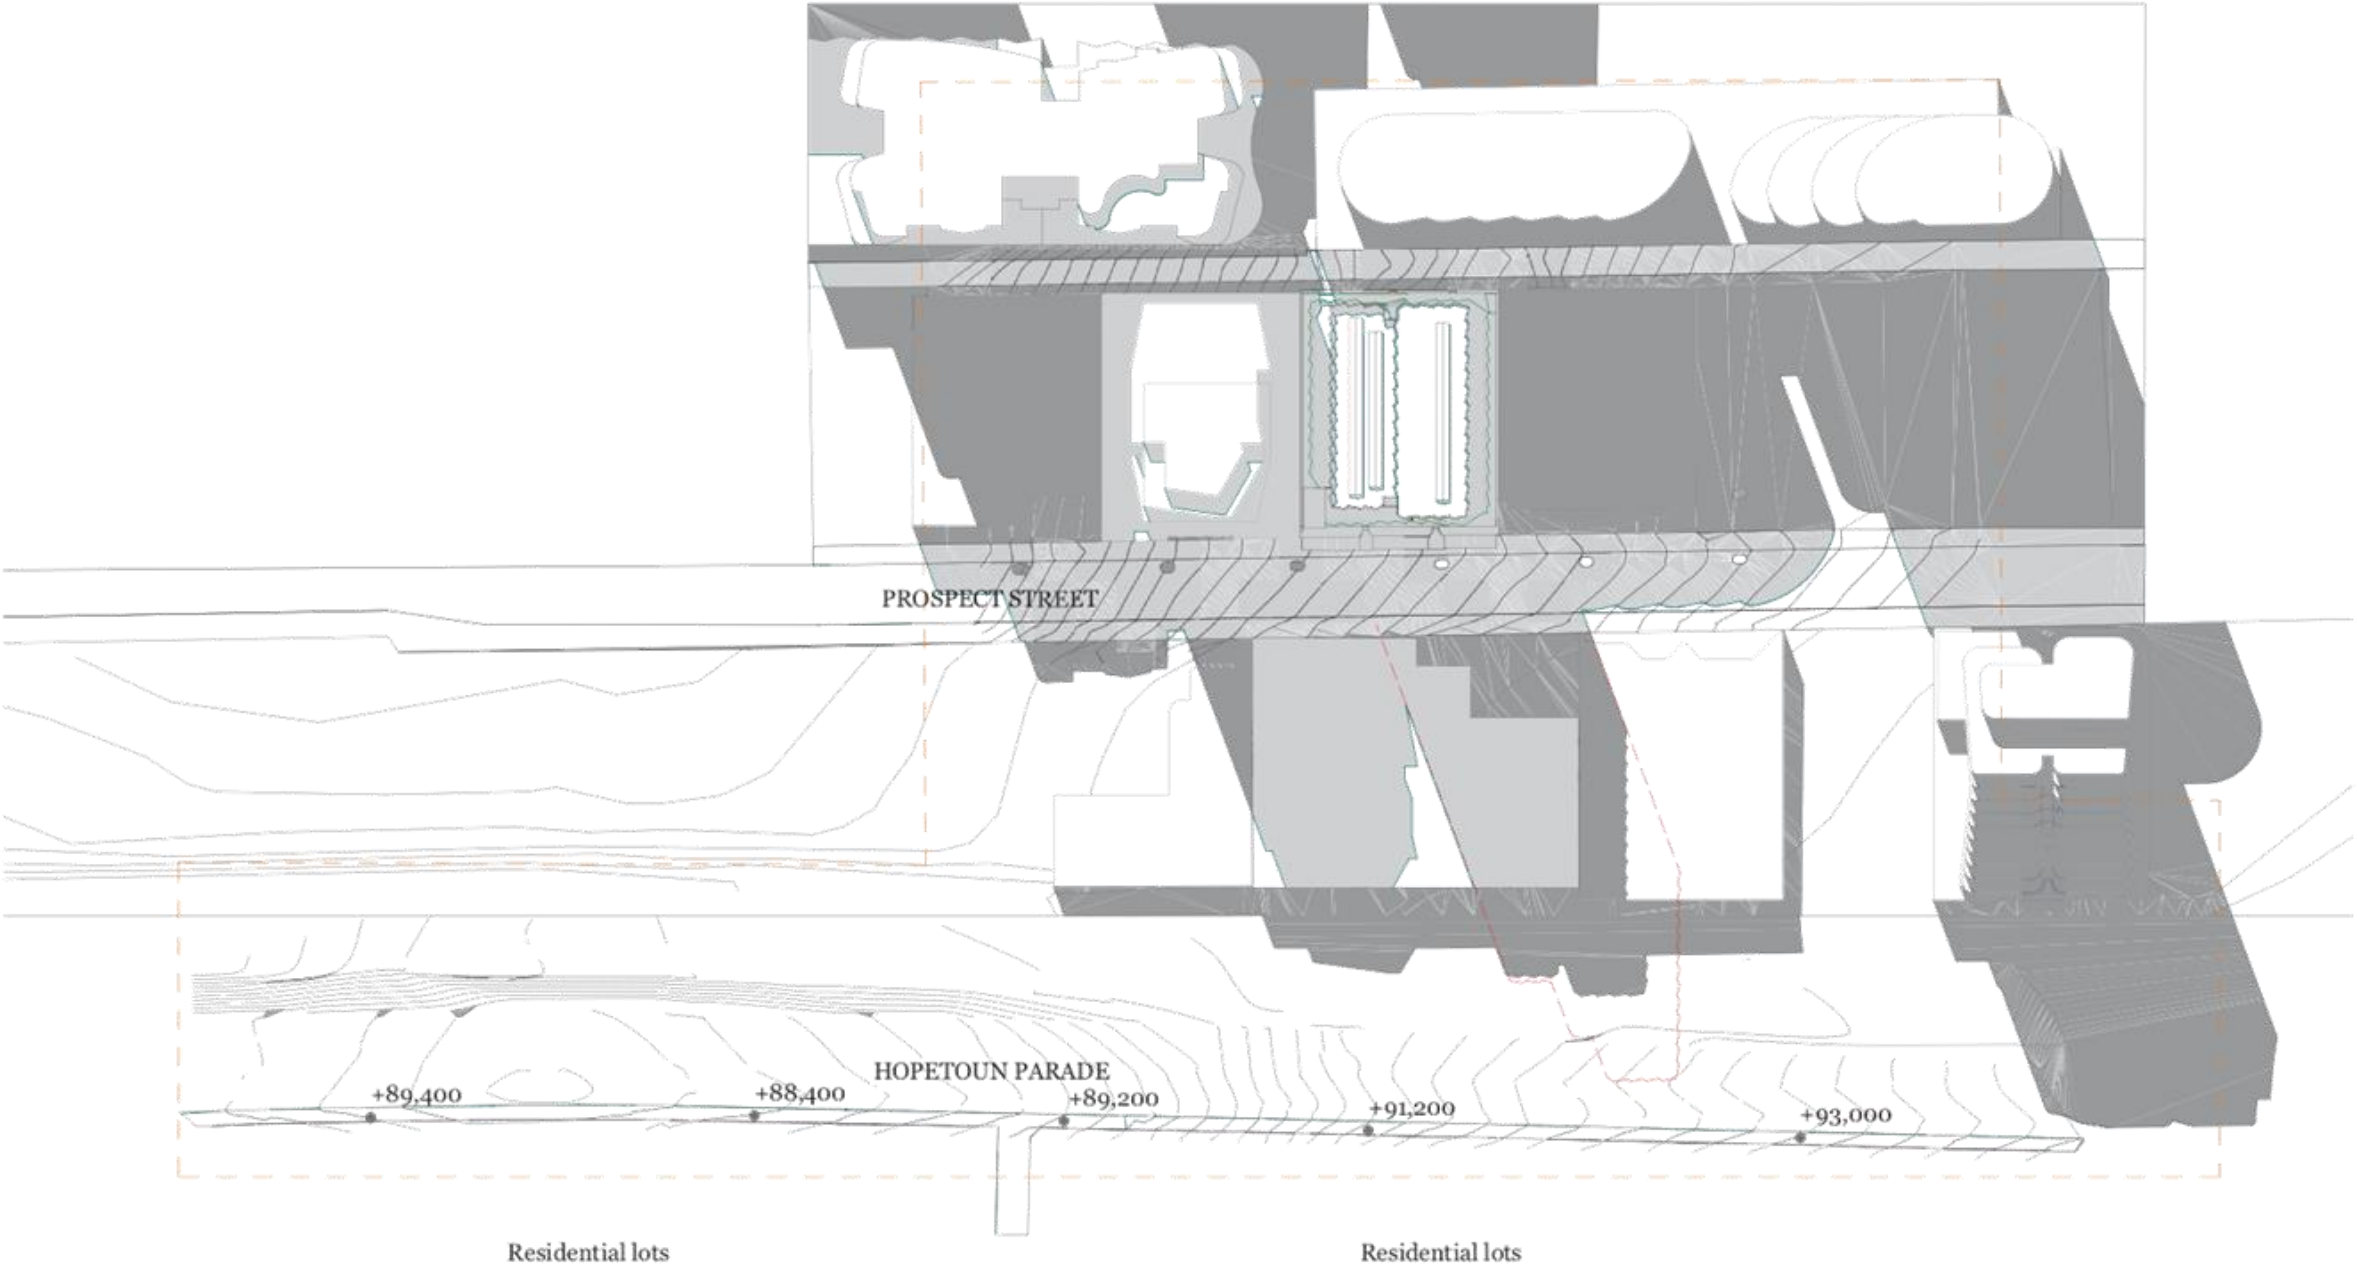 PROSPECT STREET
HOPETOUN PARADE
+89,400
+88,400
+89,200
+91,200
+93,000
Residential lots
Residential lots